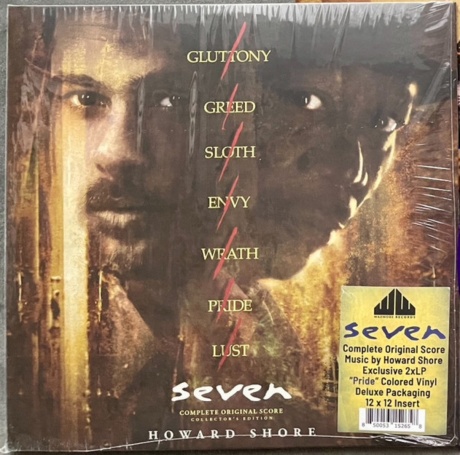 GLUTTONY
GREED
SLOTH
ENVY
WRATH
PRIDE
LUST
seven
COMPLETE ORIGINAL SCORE
COLLECTOR'S EDITION
HOWARD SHORE
seven
Complete Original Score
Music by Howard Shore
Exclusive 2xLP
"Pride" Colored Vinyl
Deluxe Packaging
12 x 12 Insert